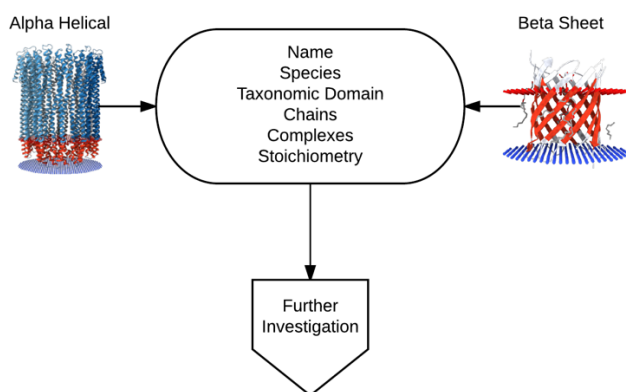 Alpha Helical
Beta Sheet
Name
Species
Taxonomic Domain
Chains
Complexes
Stoichiometry
Further
Investigation